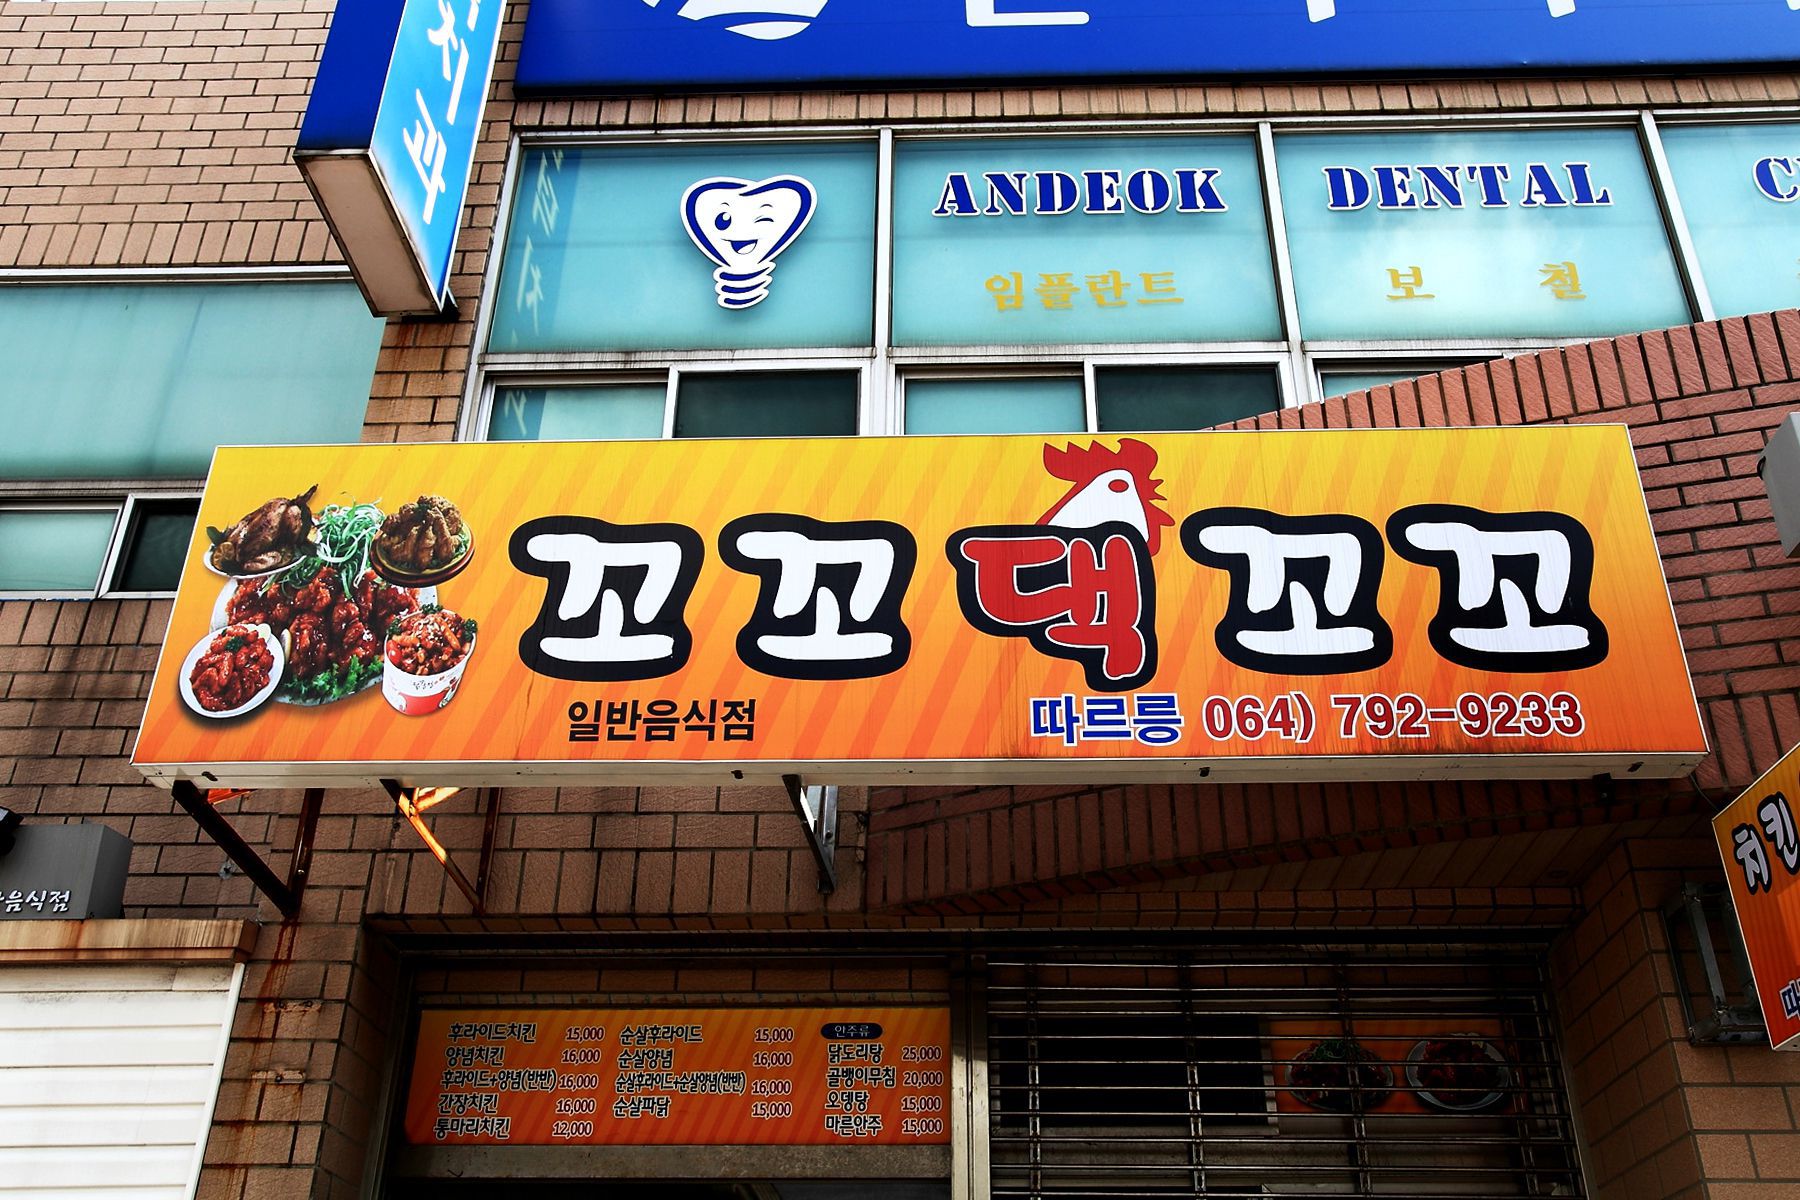 ANDEOK DENTAL
임플란트 보 철
꼬꼬댁꼬꼬
일반음식점
따르릉 064) 792-9233
치킨
음식점
후라이드치킨 15,000
양념치킨 16,000
후라이드+양념(반반) 16,000
간장치킨 16,000
통마리치킨 12,000
순살후라이드 15,000
순살양념 16,000
순살후라이드+순살양념(반반) 16,000
순살파닭 15,000
안주류
닭도리탕 25,000
골뱅이무침 20,000
오뎅탕 15,000
마른안주 15,000